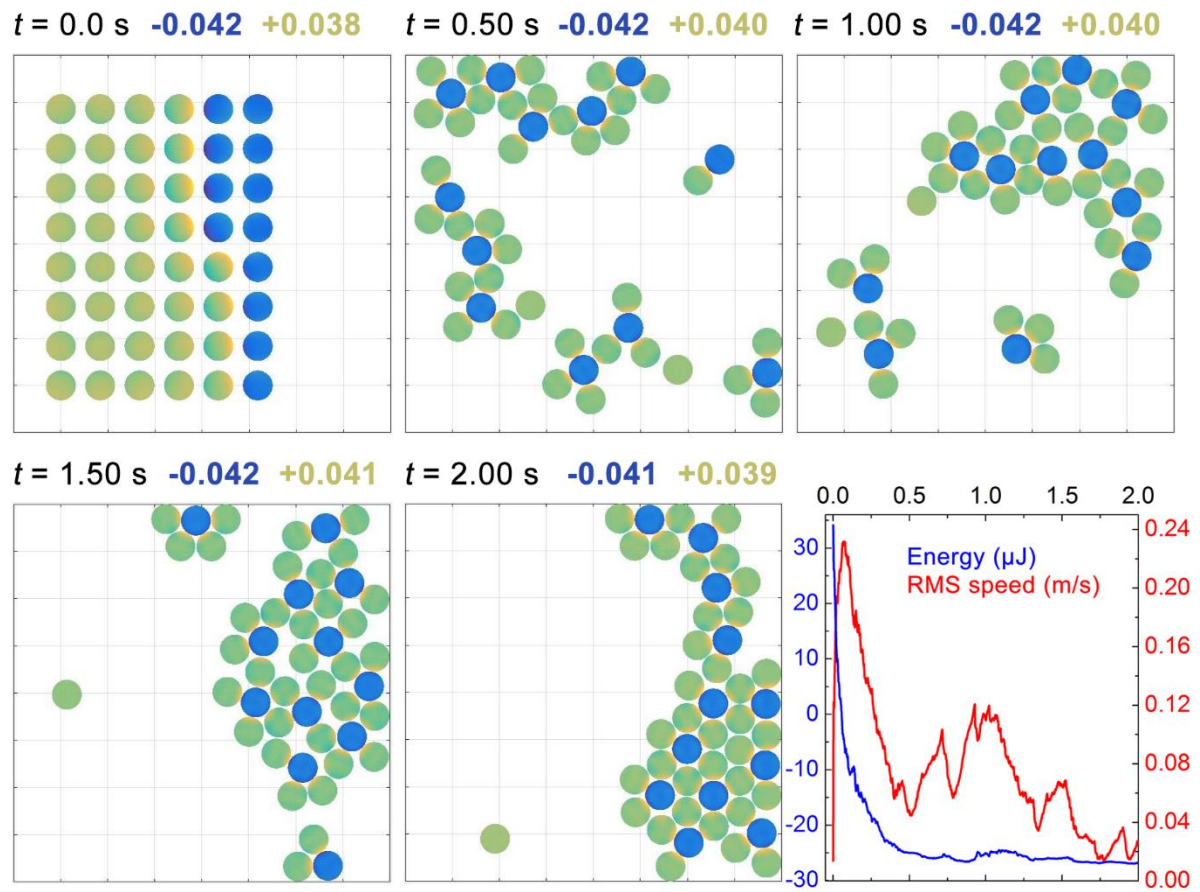 t = 0.0 s -0.042 +0.038
t = 0.50 s -0.042 +0.040
t = 1.00 s -0.042 +0.040
t = 1.50 s -0.042 +0.041
t = 2.00 s -0.041 +0.039
0.0 0.5 1.0 1.5 2.0
Energy (µJ)
RMS speed (m/s)
30
20
10
0
-10
-20
-30
0.24
0.20
0.16
0.12
0.08
0.04
0.00